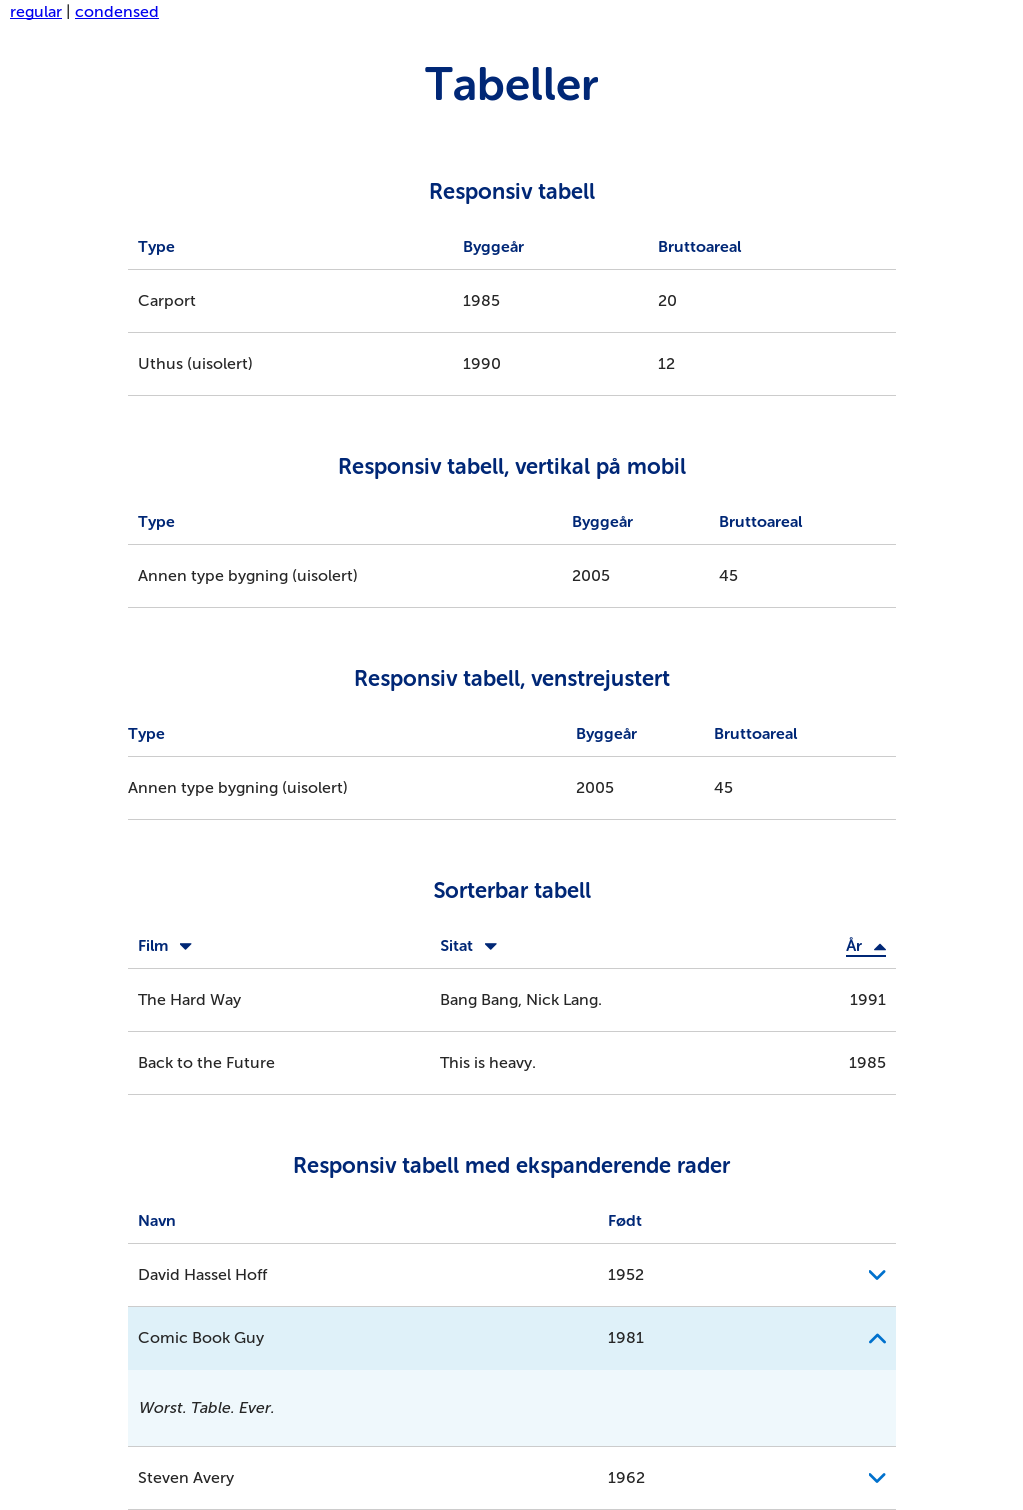 regular | condensed
Tabeller
Responsiv tabell
Type Byggeår Bruttoareal
Carport 1985 20
Uthus (uisolert) 1990 12
Responsiv tabell, vertikal på mobil
Type Byggeår Bruttoareal
Annen type bygning (uisolert) 2005 45
Responsiv tabell, venstrejustert
Type Byggeår Bruttoareal
Annen type bygning (uisolert) 2005 45
Sorterbar tabell
Film Sitat År
The Hard Way Bang Bang, Nick Lang. 1991
Back to the Future This is heavy. 1985
Responsiv tabell med ekspanderende rader
Navn Født
David Hassel Hoff 1952
Comic Book Guy 1981
Worst. Table. Ever.
Steven Avery 1962